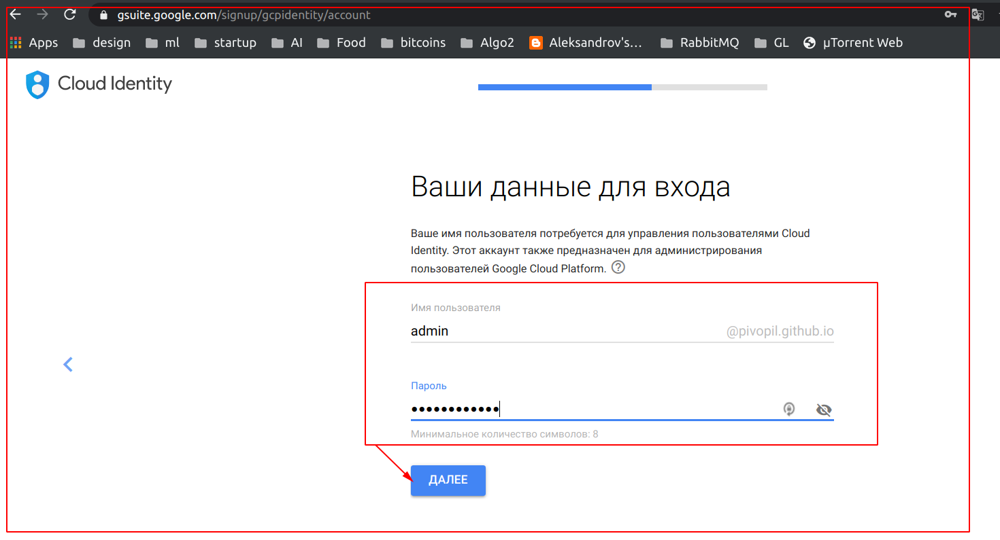 gsuite.google.com/signup/gcpidentity/account
Apps design ml startup AI Food bitcoins Algo2 Aleksandrov's... RabbitMQ GL µTorrent Web
Cloud Identity
Ваши данные для входа
Ваше имя пользователя потребуется для управления пользователями Cloud
Identity. Этот аккаунт также предназначен для администрирования
пользователей Google Cloud Platform. ?
Имя пользователя
admin @pivopil.github.io
Пароль
••••••••••••
Минимальное количество символов: 8
ДАЛЕЕ